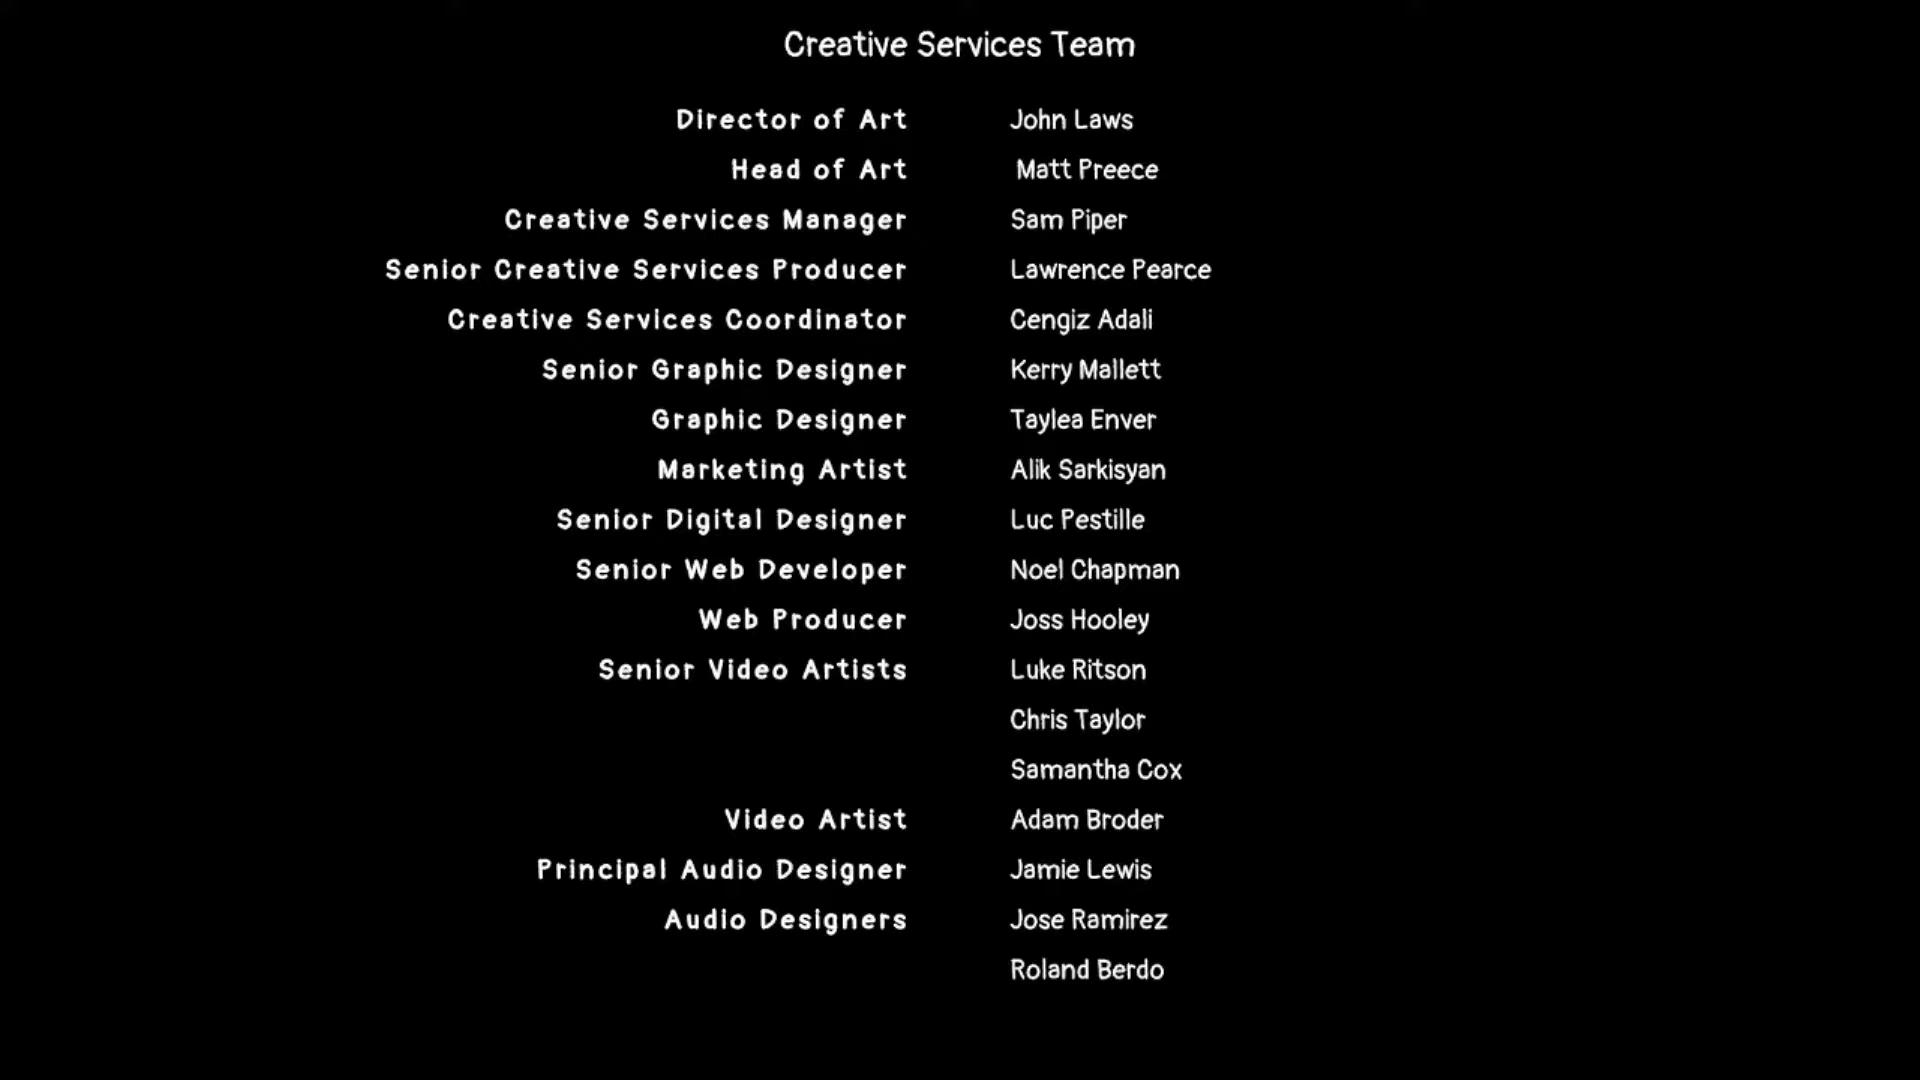 Creative Services Team
Director of Art John Laws
Head of Art Matt Preece
Creative Services Manager Sam Piper
Senior Creative Services Producer Lawrence Pearce
Creative Services Coordinator Cengiz Adali
Senior Graphic Designer Kerry Mallett
Graphic Designer Taylea Enver
Marketing Artist Alik Sarkisyan
Senior Digital Designer Luc Pestille
Senior Web Developer Noel Chapman
Web Producer Joss Hooley
Senior Video Artists Luke Ritson
Chris Taylor
Samantha Cox
Video Artist Adam Broder
Principal Audio Designer Jamie Lewis
Audio Designers Jose Ramirez
Roland Berdo